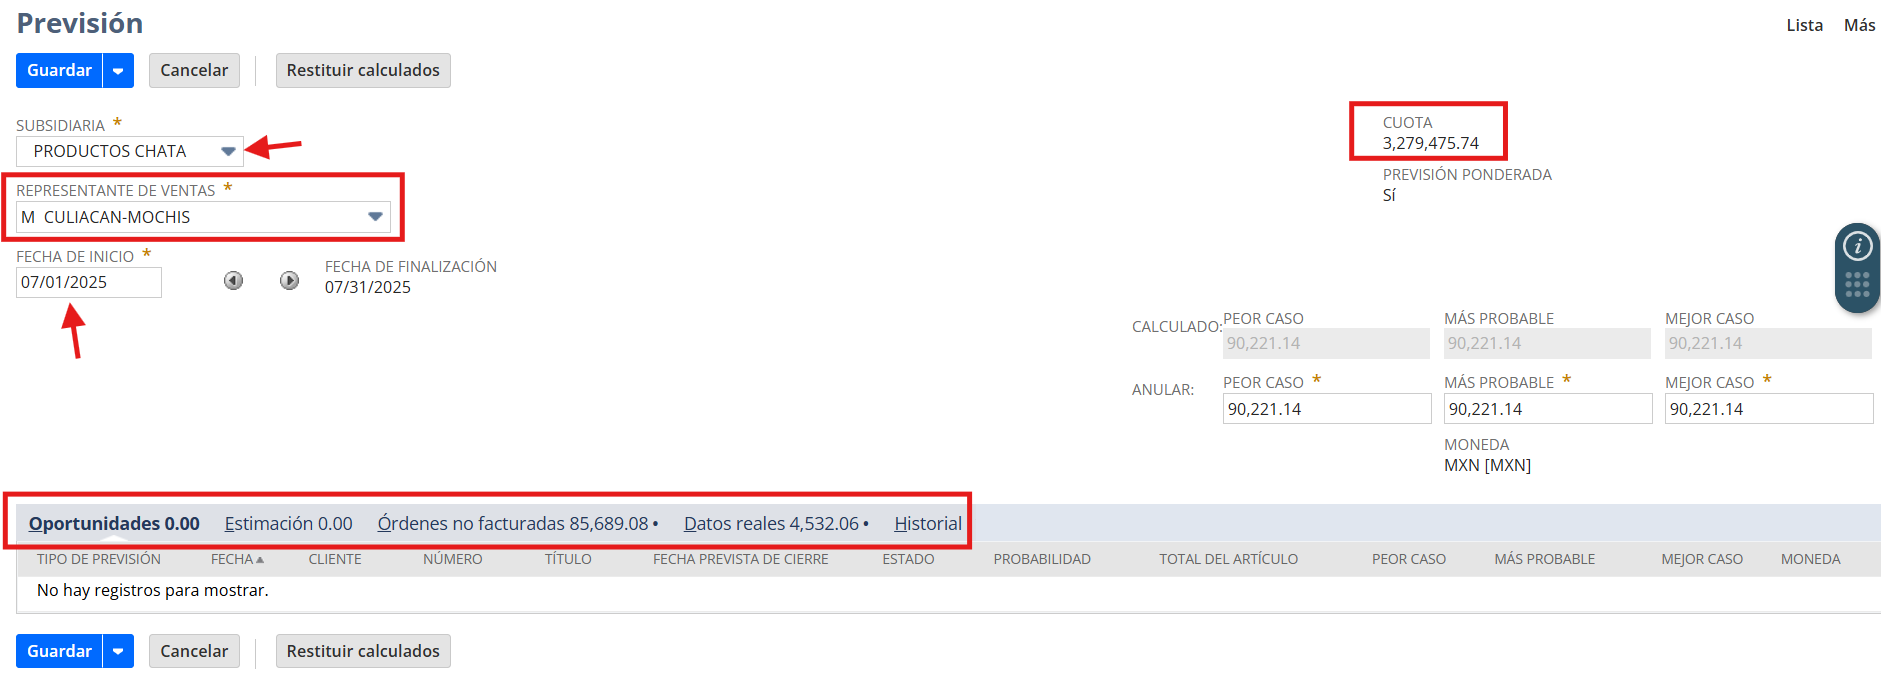 Previsión
Lista Más
Guardar Cancelar Restituir calculados
SUBSIDIARIA *
PRODUCTOS CHATA
REPRESENTANTE DE VENTAS *
M CULIACAN-MOCHIS
FECHA DE INICIO *
07/01/2025
FECHA DE FINALIZACIÓN
07/31/2025
CUOTA
3,279,475.74
PREVISIÓN PONDERADA
Sí
CALCULADO: PEOR CASO MÁS PROBABLE MEJOR CASO
90,221.14 90,221.14 90,221.14
ANULAR: PEOR CASO * MÁS PROBABLE * MEJOR CASO *
90,221.14 90,221.14 90,221.14
MONEDA
MXN [MXN]
Oportunidades 0.00 Estimación 0.00 Órdenes no facturadas 85,689.08 • Datos reales 4,532.06 • Historial
TIPO DE PREVISIÓN FECHA CLIENTE NÚMERO TÍTULO FECHA PREVISTA DE CIERRE ESTADO PROBABILIDAD TOTAL DEL ARTÍCULO PEOR CASO MÁS PROBABLE MEJOR CASO MONEDA
No hay registros para mostrar.
Guardar Cancelar Restituir calculados